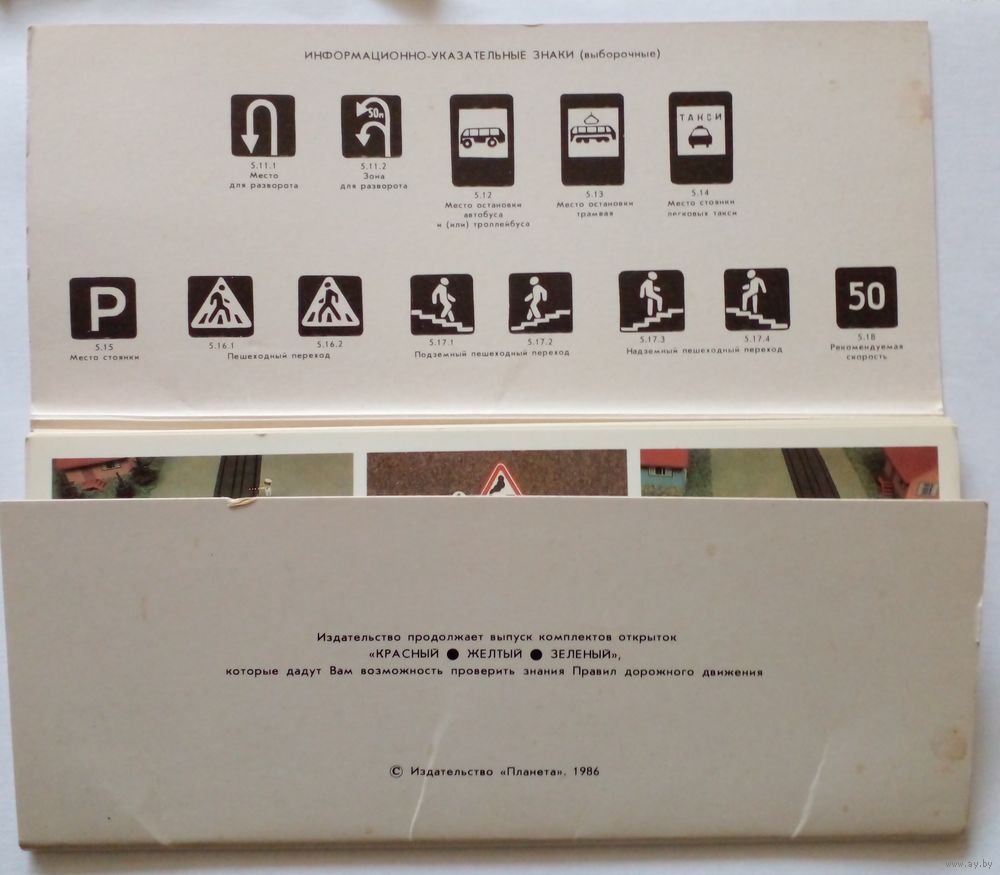 ИНФОРМАЦИОННО-УКАЗАТЕЛЬНЫЕ ЗНАКИ (выборочные)
50м
ТАКСИ
5.11.1
Место
для разворота
5.11.2
Зона
для разворота
5.12
Место остановки
автобуса
и (или) троллейбуса
5.13
Место остановки
трамвая
5.14
Место стоянки
легковых такси
P
50
5.15
Место стоянки
5.16.1
5.16.2
Пешеходный переход
5.17.1
5.17.2
Подземный пешеходный переход
5.17.3
5.17.4
Надземный пешеходный переход
5.18
Рекомендуемая
скорость
Издательство продолжает выпуск комплектов открыток
«КРАСНЫЙ ● ЖЕЛТЫЙ ● ЗЕЛЕНЫЙ»,
которые дадут Вам возможность проверить знания Правил дорожного движения
© Издательство «Планета». 1986
www.ay.by